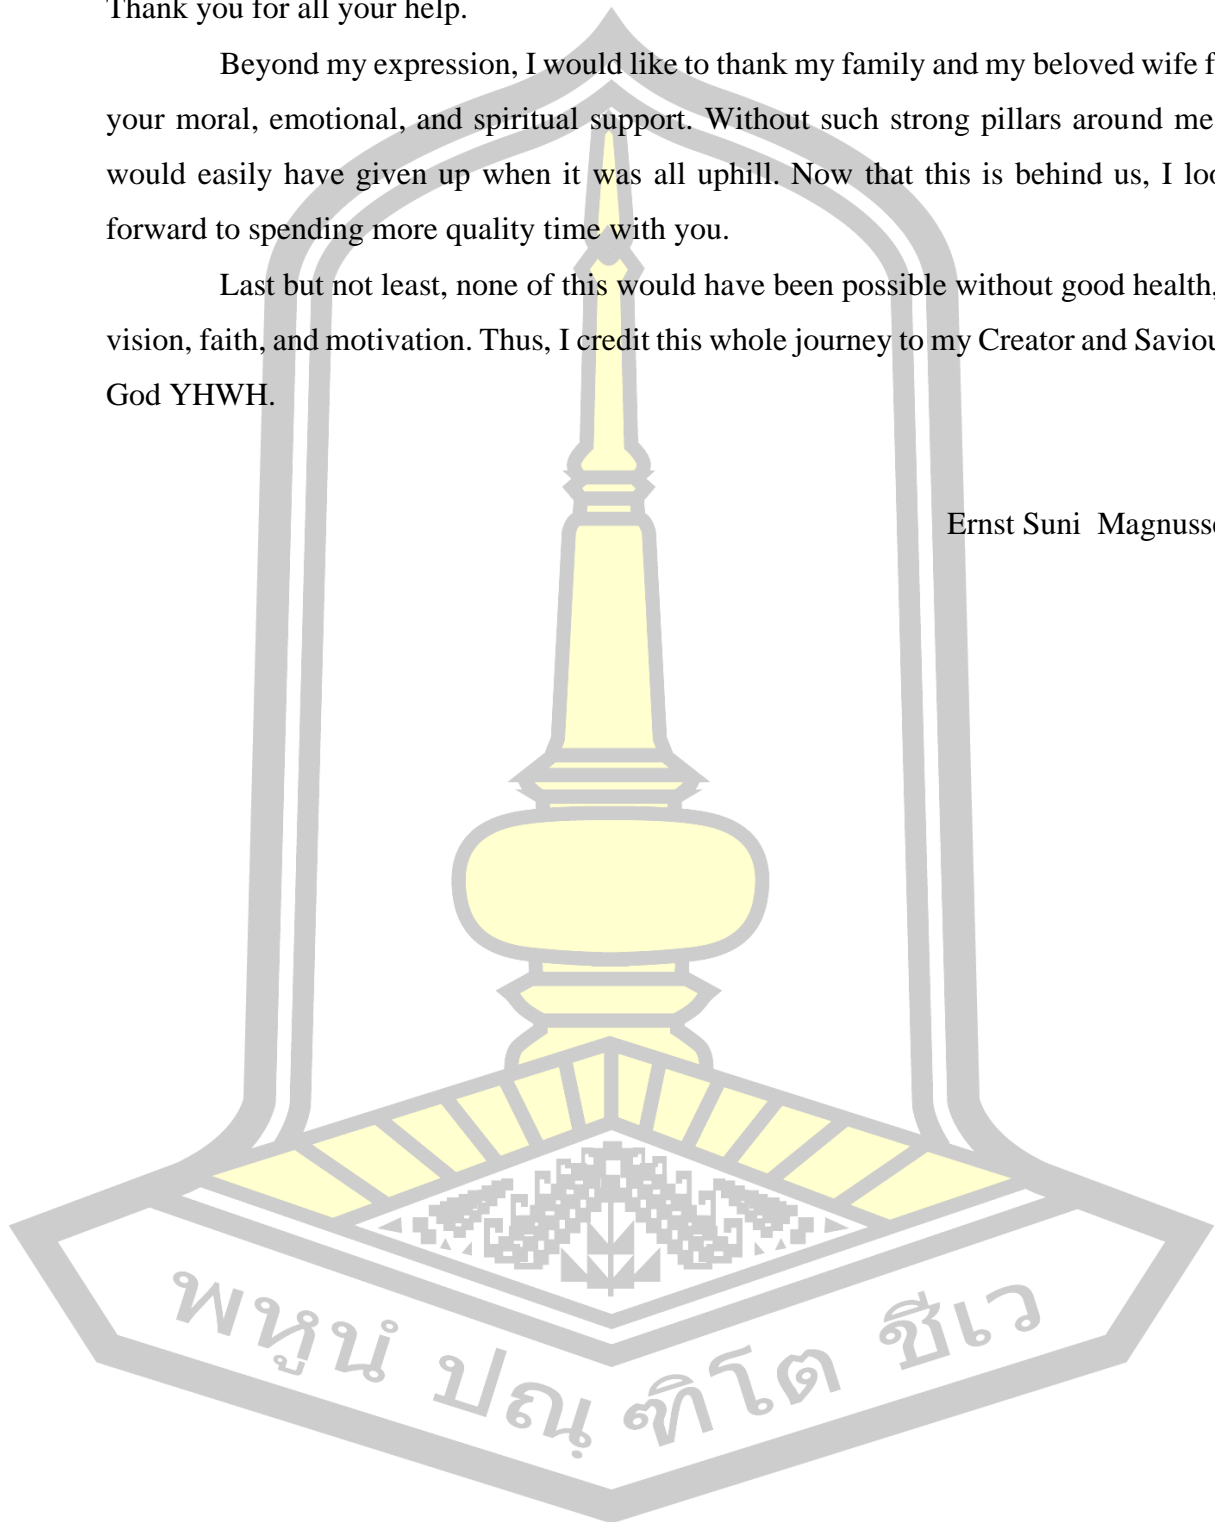 Thank you for all your help.
Beyond my expression, I would like to thank my family and my beloved wife f
your moral, emotional, and spiritual support. Without such strong pillars around me
would easily have given up when it was all uphill. Now that this is behind us, I loo
forward to spending more quality time with you.
Last but not least, none of this would have been possible without good health,
vision, faith, and motivation. Thus, I credit this whole journey to my Creator and Saviou
God YHWH.
Ernst Suni Magnuss
พหูนํ ปณฺ ฑิโต ชีเว